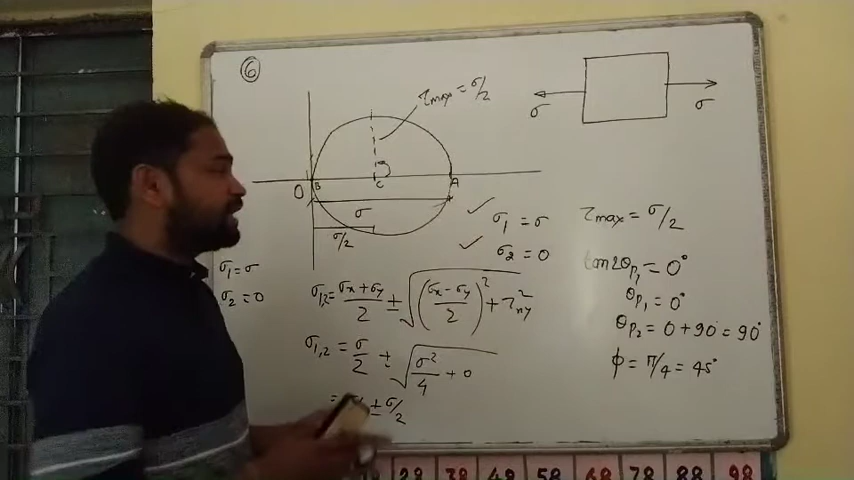 ⑥
τmax = σ/2
σ
σ
O
B
C
A
σ
σ/2
σ₁ = σ
σ₂ = 0
σ₁ = σ
σ₂ = 0
σ₁,₂ = (σx + σy)/2 ± √(((σx - σy)/2)² + τ²xy)
σ₁,₂ = σ/2 ± √(σ²/4 + 0)
± σ/2
τmax = σ/2
tan2θp₁ = 0°
θp₁ = 0°
θp₂ = 0 + 90° = 90°
ϕ = π/4 = 45°
28 38 48 58 68 78 88 98